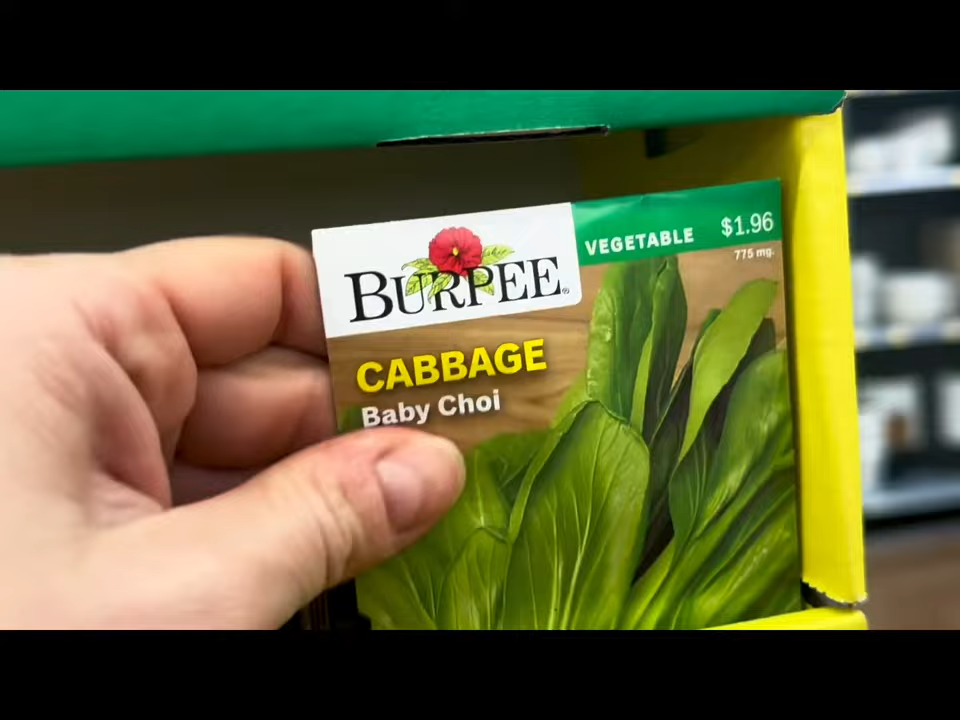 BURPEE®
VEGETABLE
$1.96
775 mg.
CABBAGE
Baby Choi